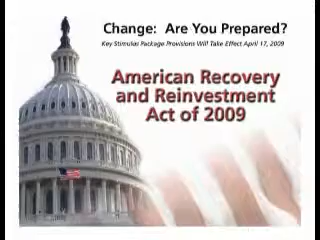 Change:  Are You Prepared?
Key Stimulus Package Provisions Will Take Effect April 17, 2009
American Recovery
and Reinvestment
Act of 2009